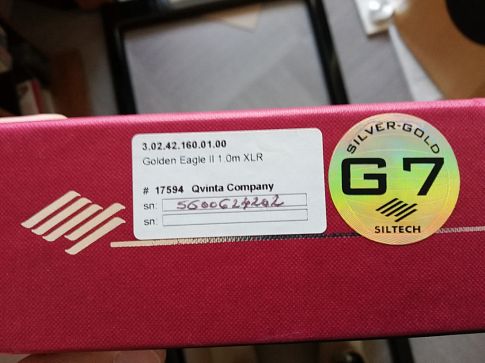 3.02.42.160.01.00
Golden Eagle II 1.0m XLR
# 17594 Qvinta Company
sn: 5600624242
sn:
SILVER-GOLD
G7
SILTECH